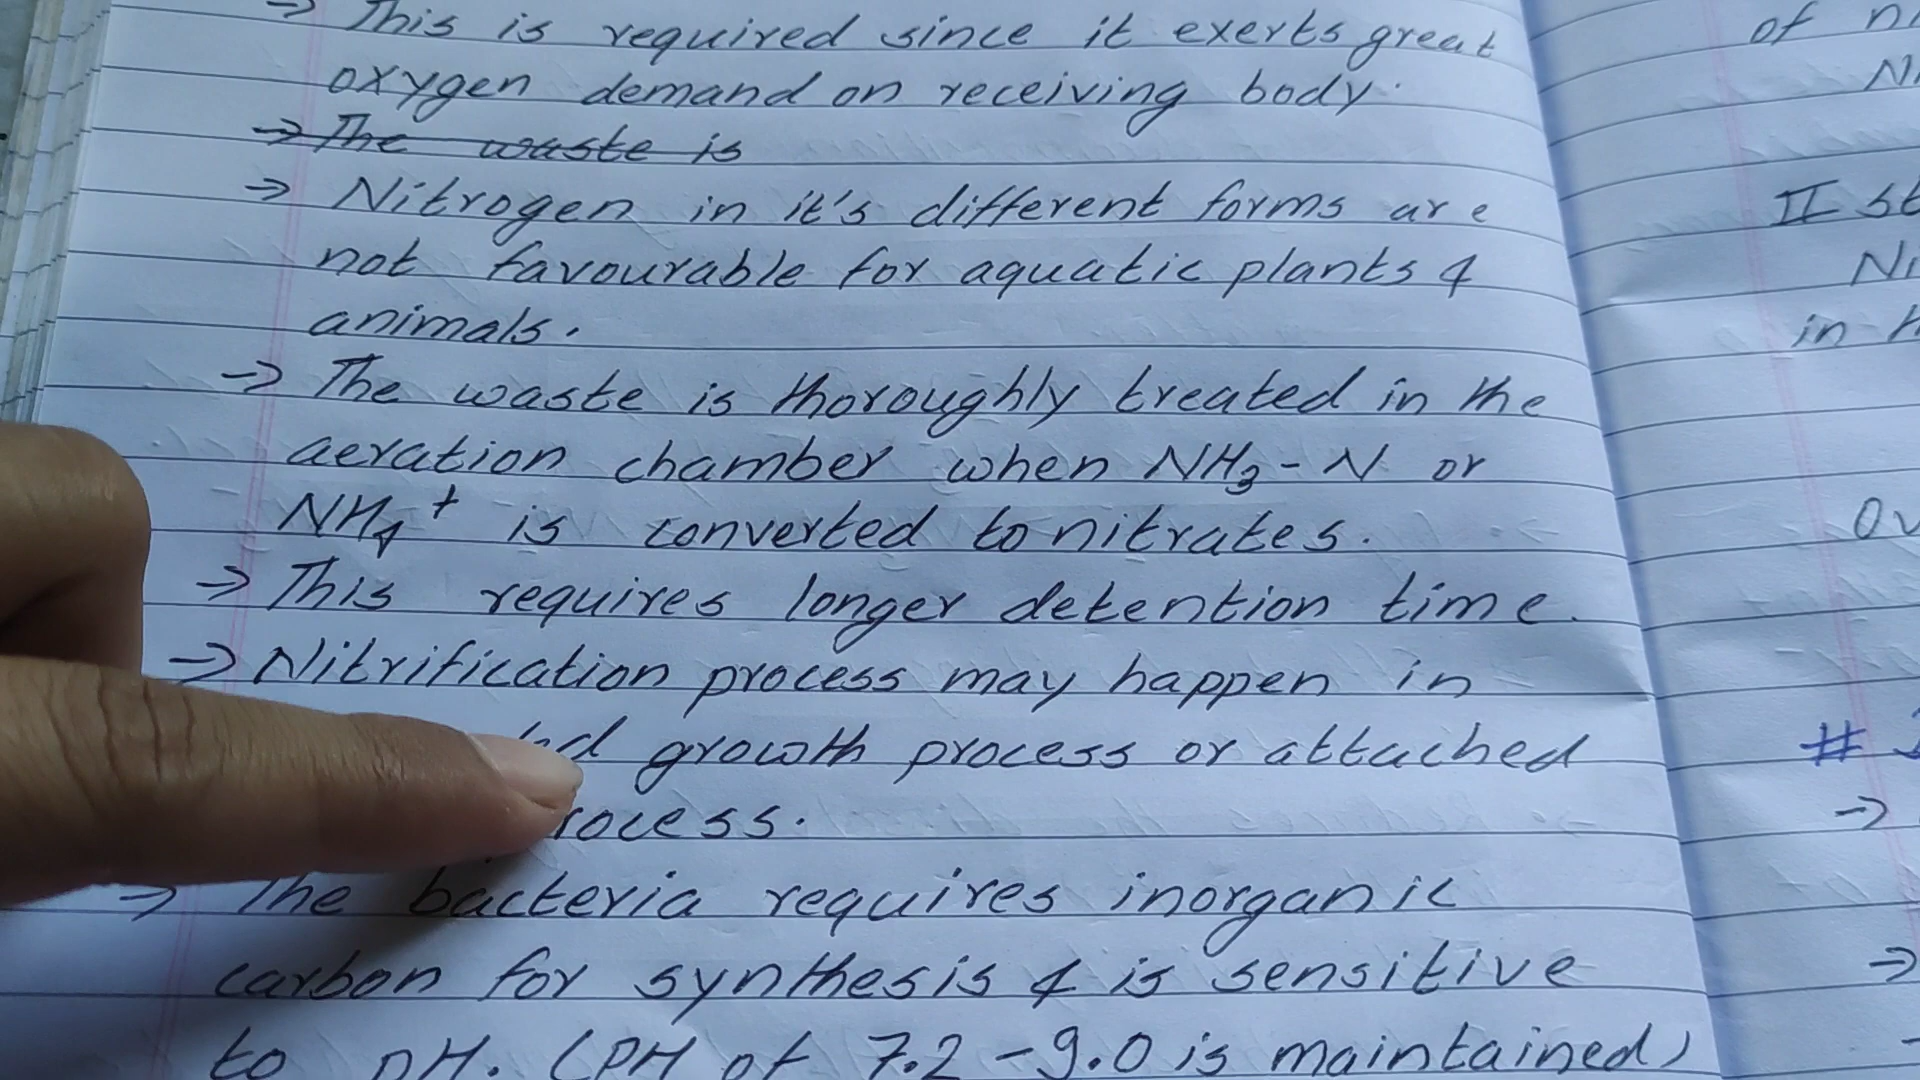 → This is required since it exerts great
oxygen demand on receiving body.
→ The waste is
→ Nitrogen in it's different forms are
not favourable for aquatic plants &
animals.
→ The waste is thoroughly treated in the
aeration chamber when NH3-N or
NH4+ is converted to nitrates.
→ This requires longer detention time.
→ Nitrification process may happen in
growth process or attached
rocess.
→ The bacteria requires inorganic
carbon for synthesis & is sensitive
to pH. (PH of 7.2-9.0 is maintained)
of
II
in
#
→
→